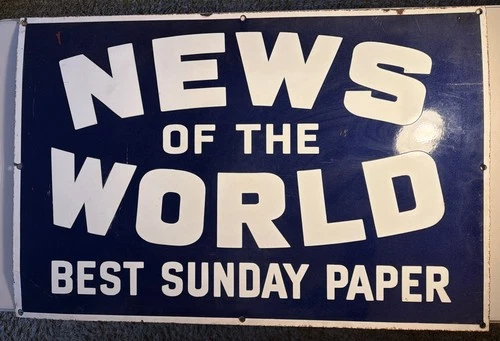 NEWS
OF THE
WORLD
BEST SUNDAY PAPER